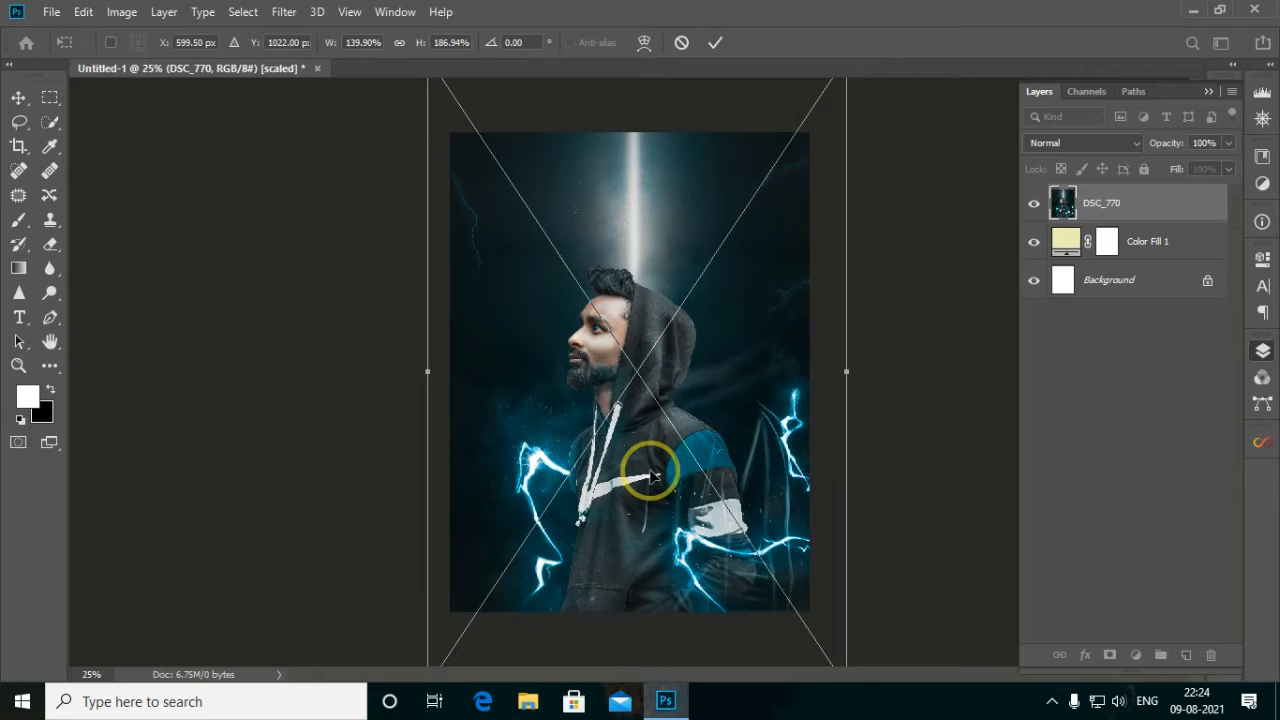 Ps File Edit Image Layer Type Select Filter 3D View Window Help
X: 599.50 px Y: 1022.00 px W: 139.90% H: 186.94% 0.00 ° Anti-alias
Untitled-1 @ 25% (DSC_770, RGB/8#) [scaled] * ×
Layers Channels Paths
Kind
Normal Opacity: 100%
Lock: Fill: 100%
DSC_770
Color Fill 1
Background
25% Doc: 6.75M/0 bytes
Type here to search
Ps
ENG
22:24
09-08-2021